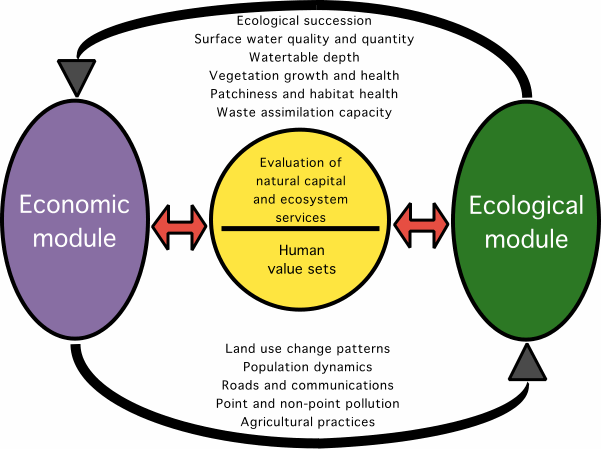 Ecological succession
Surface water quality and quantity
Watertable depth
Vegetation growth and health
Patchiness and habitat health
Waste assimilation capacity
Economic
module
Evaluation of
natural capital
and ecosystem
services
Human
value sets
Ecological
module
Land use change patterns
Population dynamics
Roads and communications
Point and non-point pollution
Agricultural practices